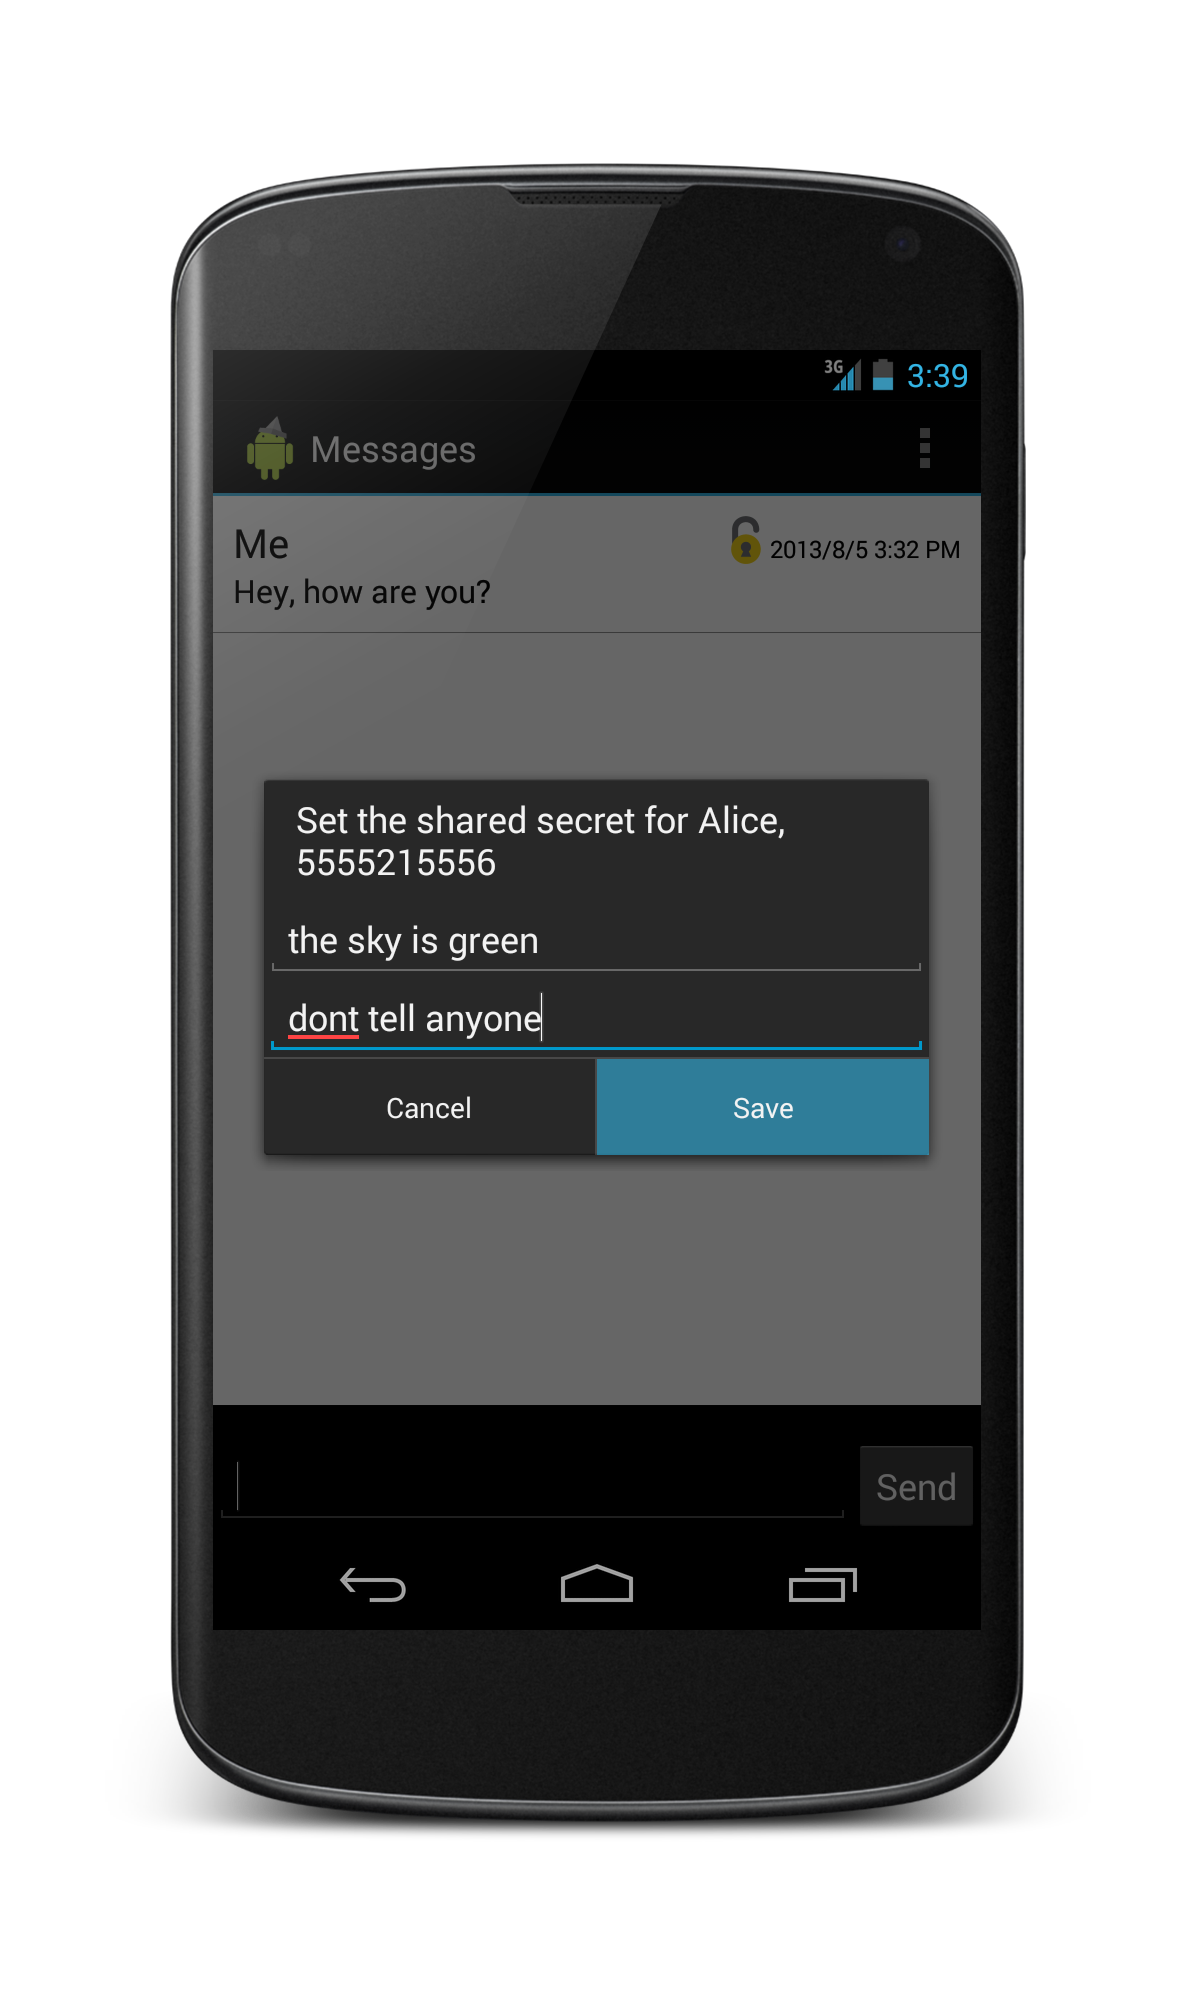 3G 3:39
Messages
Me 2013/8/5 3:32 PM
Hey, how are you?
Set the shared secret for Alice,
5555215556
the sky is green
dont tell anyone
Cancel Save
Send